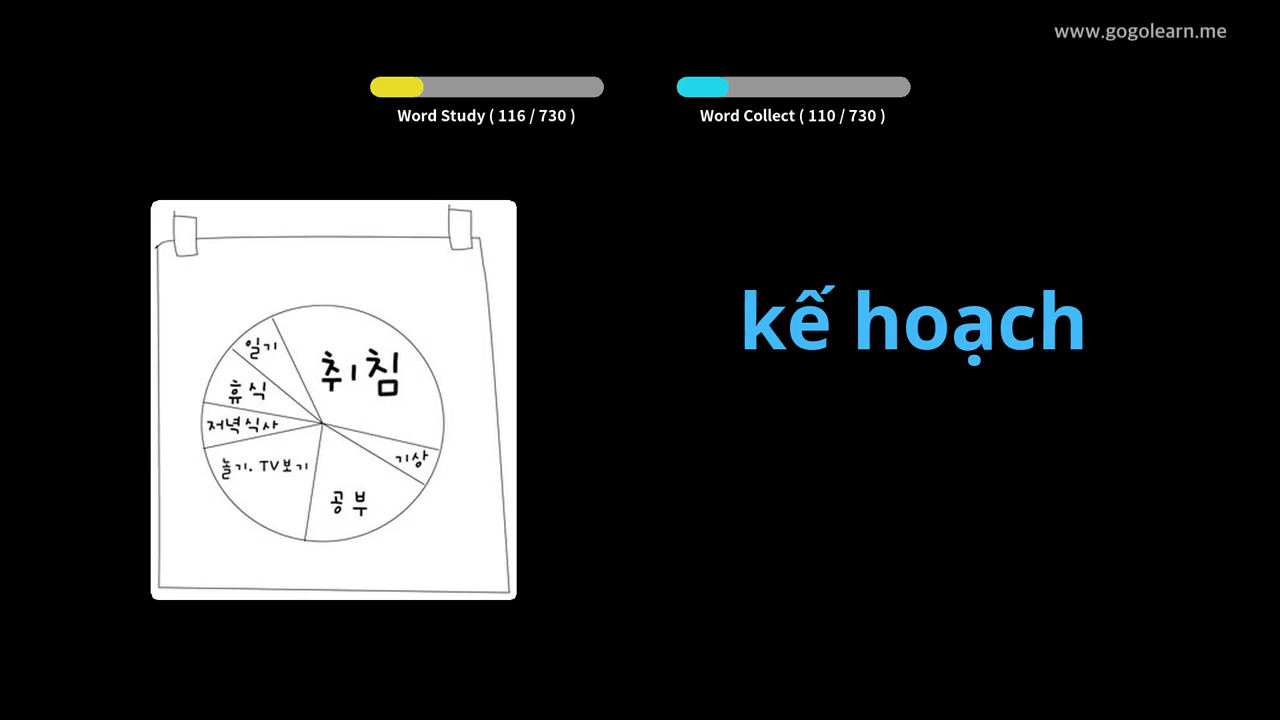 www.gogolearn.me
Word Study ( 116 / 730 )
Word Collect ( 110 / 730 )
일기
취침
휴식
저녁식사
놀기. TV보기
기상
공부
kế hoạch